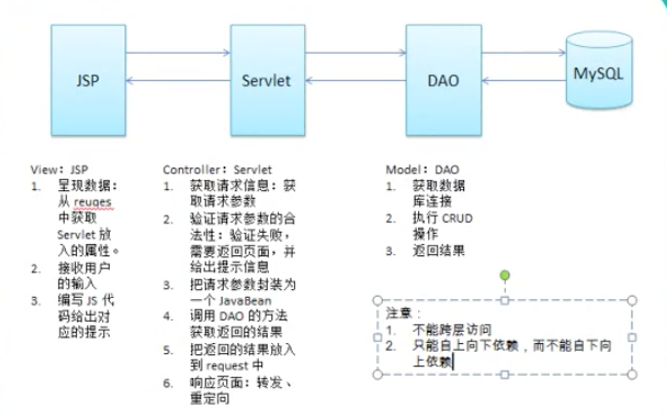 JSP
Servlet
DAO
MySQL
View：JSP
1. 呈现数据：
从 reuqes
中获取
Servlet 放
入的属性。
2. 接收用户
的输入
3. 编写 JS 代
码给出对
应的提示
Controller：Servlet
1. 获取请求信息：获
取请求参数
2. 验证请求参数的合
法性：验证失败，
需要返回页面，并
给出提示信息
3. 把请求参数封装为
一个 JavaBean
4. 调用 DAO 的方法
获取返回的结果
5. 把返回的结果放入
到 request 中
6. 响应页面：转发、
重定向
Model：DAO
1. 获取数据
库连接
2. 执行 CRUD
操作
3. 返回结果
注意：
1. 不能跨层访问
2. 只能自上向下依赖，而不能自下向
上依赖